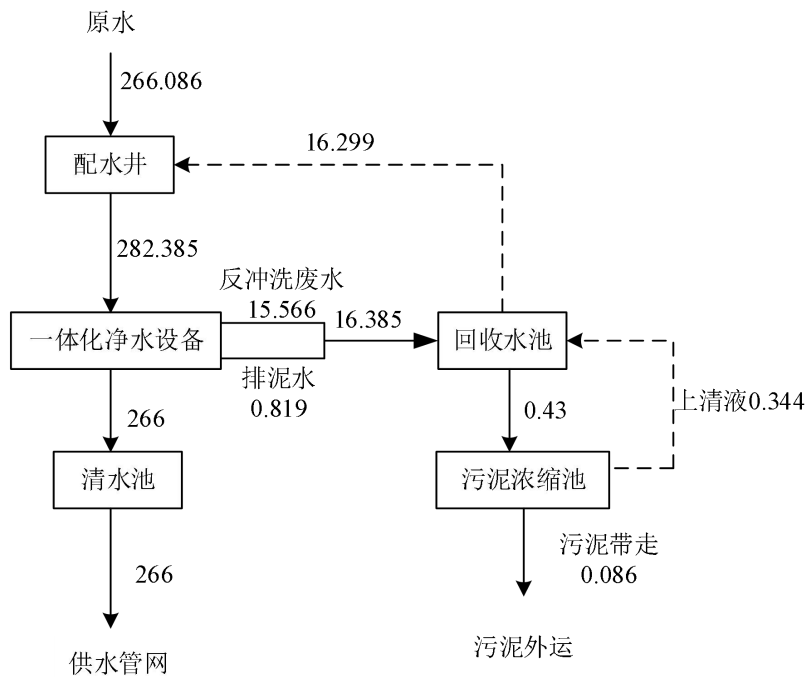 原水
266.086
16.299
配水井
282.385
反冲洗废水
15.566
16.385
一体化净水设备
回收水池
排泥水
0.819
上清液0.344
266
0.43
清水池
污泥浓缩池
污泥带走
0.086
266
供水管网
污泥外运